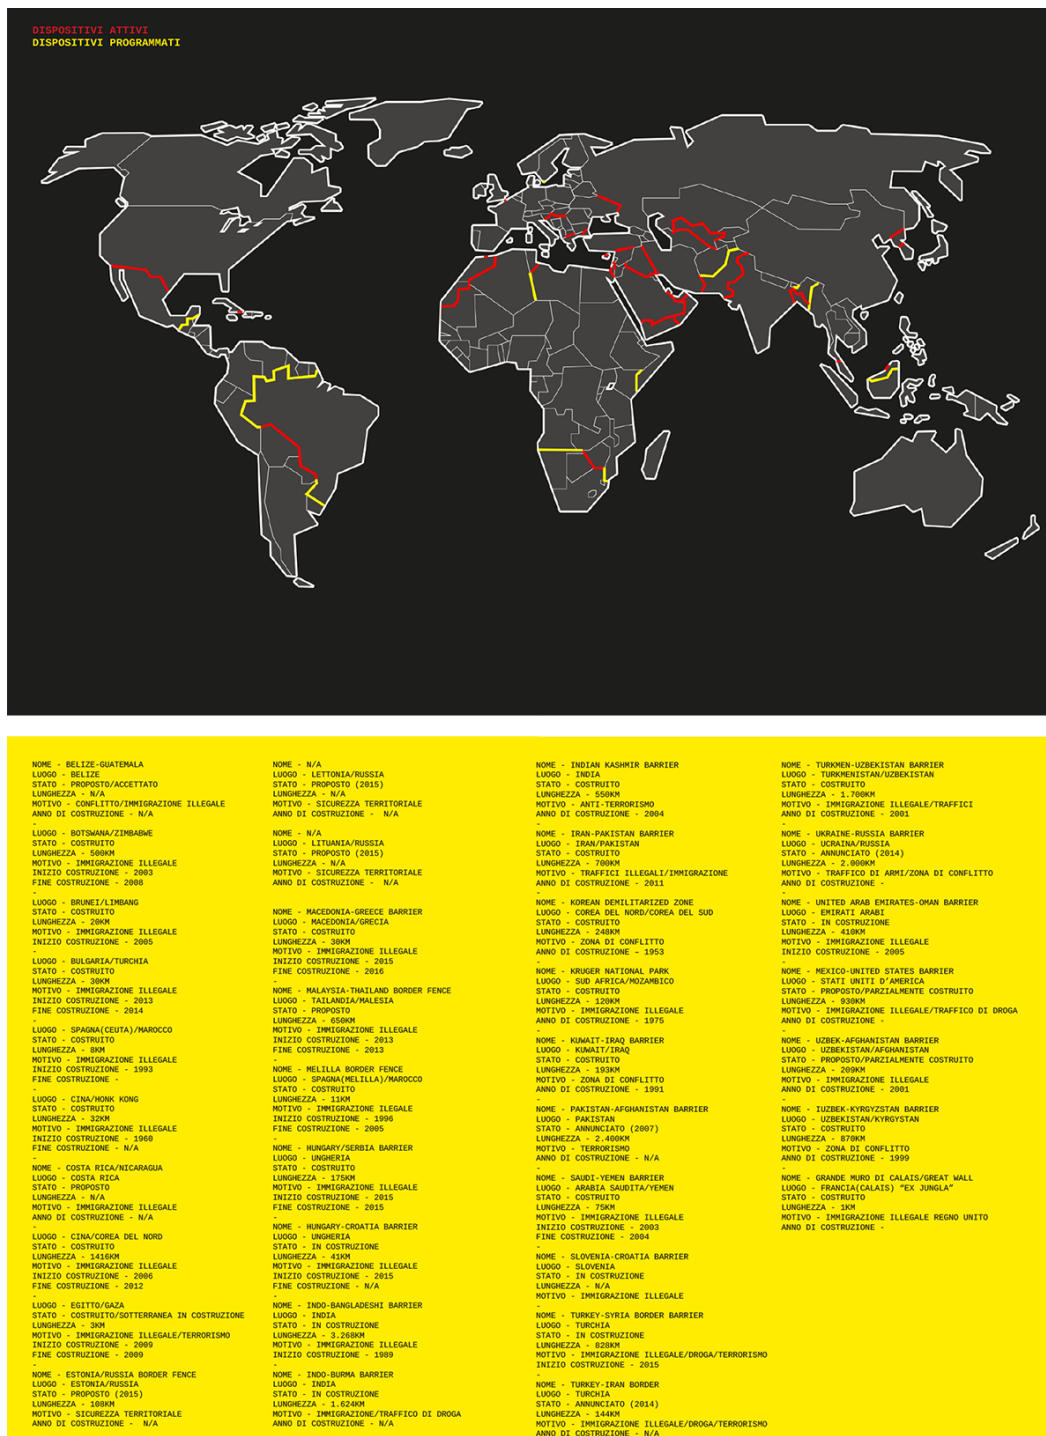 DISPOSITIVI ATTIVI
DISPOSITIVI PROGRAMMATI
NOME - BELIZE-GUATEMALA
LUOGO - BELIZE
STATO - PROPOSTO/ACCETTATO
LUNGHEZZA - N/A
MOTIVO - CONFLITTO/IMMIGRAZIONE ILLEGALE
ANNO DI COSTRUZIONE - N/A
-
LUOGO - BOTSWANA/ZIMBABWE
STATO - COSTRUITO
LUNGHEZZA - 500KM
MOTIVO - IMMIGRAZIONE ILLEGALE
INIZIO COSTRUZIONE - 2003
FINE COSTRUZIONE - 2008
-
LUOGO - BRUNEI/LIMBANG
STATO - COSTRUITO
LUNGHEZZA - 20KM
MOTIVO - IMMIGRAZIONE ILLEGALE
INIZIO COSTRUZIONE - 2005
-
LUOGO - BULGARIA/TURCHIA
STATO - COSTRUITO
LUNGHEZZA - 30KM
MOTIVO - IMMIGRAZIONE ILLEGALE
INIZIO COSTRUZIONE - 2013
FINE COSTRUZIONE - 2014
-
LUOGO - SPAGNA(CEUTA)/MAROCCO
STATO - COSTRUITO
LUNGHEZZA - 8KM
MOTIVO - IMMIGRAZIONE ILLEGALE
INIZIO COSTRUZIONE - 1993
FINE COSTRUZIONE -
-
LUOGO - CINA/HONK KONG
STATO - COSTRUITO
LUNGHEZZA - 32KM
MOTIVO - IMMIGRAZIONE ILLEGALE
INIZIO COSTRUZIONE - 1960
FINE COSTRUZIONE - N/A
-
NOME - COSTA RICA/NICARAGUA
LUOGO - COSTA RICA
STATO - PROPOSTO
LUNGHEZZA - N/A
MOTIVO - IMMIGRAZIONE ILLEGALE
ANNO DI COSTRUZIONE - N/A
-
LUOGO - CINA/COREA DEL NORD
STATO - COSTRUITO
LUNGHEZZA - 1416KM
MOTIVO - IMMIGRAZIONE ILLEGALE
INIZIO COSTRUZIONE - 2006
FINE COSTRUZIONE - 2012
-
LUOGO - EGITTO/GAZA
STATO - COSTRUITO/SOTTERRANEA IN COSTRUZIONE
LUNGHEZZA - 3KM
MOTIVO - IMMIGRAZIONE ILLEGALE/TERRORISMO
INIZIO COSTRUZIONE - 2009
FINE COSTRUZIONE - 2009
-
NOME - ESTONIA/RUSSIA BORDER FENCE
LUOGO - ESTONIA/RUSSIA
STATO - PROPOSTO (2015)
LUNGHEZZA - 108KM
MOTIVO - SICUREZZA TERRITORIALE
ANNO DI COSTRUZIONE - N/A
NOME - N/A
LUOGO - LETTONIA/RUSSIA
STATO - PROPOSTO (2015)
LUNGHEZZA - N/A
MOTIVO - SICUREZZA TERRITORIALE
ANNO DI COSTRUZIONE - N/A
NOME - N/A
LUOGO - LITUANIA/RUSSIA
STATO - PROPOSTO (2015)
LUNGHEZZA - N/A
MOTIVO - SICUREZZA TERRITORIALE
ANNO DI COSTRUZIONE - N/A
NOME - MACEDONIA-GREECE BARRIER
LUOGO - MACEDONIA/GRECIA
STATO - COSTRUITO
LUNGHEZZA - 30KM
MOTIVO - IMMIGRAZIONE ILLEGALE
INIZIO COSTRUZIONE - 2015
FINE COSTRUZIONE - 2016
-
NOME - MALAYSIA-THAILAND BORDER FENCE
LUOGO - TAILANDIA/MALESIA
STATO - PROPOSTO
LUNGHEZZA - 650KM
MOTIVO - IMMIGRAZIONE ILLEGALE
INIZIO COSTRUZIONE - 2013
FINE COSTRUZIONE - 2013
-
NOME - MELILLA BORDER FENCE
LUOGO - SPAGNA(MELILLA)/MAROCCO
STATO - COSTRUITO
LUNGHEZZA - 11KM
MOTIVO - IMMIGRAZIONE ILEGALE
INIZIO COSTRUZIONE - 1996
FINE COSTRUZIONE - 2005
-
NOME - HUNGARY/SERBIA BARRIER
LUOGO - UNGHERIA
STATO - COSTRUITO
LUNGHEZZA - 175KM
MOTIVO - IMMIGRAZIONE ILLEGALE
INIZIO COSTRUZIONE - 2015
FINE COSTRUZIONE - 2015
-
NOME - HUNGARY-CROATIA BARRIER
LUOGO - UNGHERIA
STATO - IN COSTRUZIONE
LUNGHEZZA - 41KM
MOTIVO - IMMIGRAZIONE ILLEGALE
INIZIO COSTRUZIONE - 2015
FINE COSTRUZIONE - N/A
-
NOME - INDO-BANGLADESHI BARRIER
LUOGO - INDIA
STATO - IN COSTRUZIONE
LUNGHEZZA - 3.268KM
MOTIVO - IMMIGRAZIONE ILLEGALE
INIZIO COSTRUZIONE - 1989
-
NOME - INDO-BURMA BARRIER
LUOGO - INDIA
STATO - IN COSTRUZIONE
LUNGHEZZA - 1.624KM
MOTIVO - IMMIGRAZIONE/TRAFFICO DI DROGA
ANNO DI COSTRUZIONE - N/A
NOME - INDIAN KASHMIR BARRIER
LUOGO - INDIA
STATO - COSTRUITO
LUNGHEZZA - 550KM
MOTIVO - ANTI-TERRORISMO
ANNO DI COSTRUZIONE - 2004
-
NOME - IRAN-PAKISTAN BARRIER
LUOGO - IRAN/PAKISTAN
STATO - COSTRUITO
LUNGHEZZA - 700KM
MOTIVO - TRAFFICI ILLEGALI/IMMIGRAZIONE
ANNO DI COSTRUZIONE - 2011
-
NOME - KOREAN DEMILITARIZED ZONE
LUOGO - COREA DEL NORD/COREA DEL SUD
STATO - COSTRUITO
LUNGHEZZA - 248KM
MOTIVO - ZONA DI CONFLITTO
ANNO DI COSTRUZIONE – 1953
-
NOME - KRUGER NATIONAL PARK
LUOGO - SUD AFRICA/MOZAMBICO
STATO - COSTRUITO
LUNGHEZZA - 120KM
MOTIVO - IMMIGRAZIONE ILLEGALE
ANNO DI COSTRUZIONE - 1975
-
NOME - KUWAIT-IRAQ BARRIER
LUOGO - KUWAIT/IRAQ
STATO - COSTRUITO
LUNGHEZZA - 193KM
MOTIVO - ZONA DI CONFLITTO
ANNO DI COSTRUZIONE - 1991
-
NOME - PAKISTAN-AFGHANISTAN BARRIER
LUOGO - PAKISTAN
STATO - ANNUNCIATO (2007)
LUNGHEZZA - 2.400KM
MOTIVO - TERRORISMO
ANNO DI COSTRUZIONE - N/A
-
NOME - SAUDI-YEMEN BARRIER
LUOGO - ARABIA SAUDITA/YEMEN
STATO - COSTRUITO
LUNGHEZZA - 75KM
MOTIVO - IMMIGRAZIONE ILLEGALE
INIZIO COSTRUZIONE - 2003
FINE COSTRUZIONE - 2004
-
NOME - SLOVENIA-CROATIA BARRIER
LUOGO - SLOVENIA
STATO - IN COSTRUZIONE
LUNGHEZZA - N/A
MOTIVO - IMMIGRAZIONE ILLEGALE
-
NOME - TURKEY-SYRIA BORDER BARRIER
LUOGO - TURCHIA
STATO - IN COSTRUZIONE
LUNGHEZZA - 828KM
MOTIVO - IMMIGRAZIONE ILLEGALE/DROGA/TERRORISMO
INIZIO COSTRUZIONE - 2015
-
NOME - TURKEY-IRAN BORDER
LUOGO - TURCHIA
STATO - ANNUNCIATO (2014)
LUNGHEZZA - 144KM
MOTIVO - IMMIGRAZIONE ILLEGALE/DROGA/TERRORISMO
ANNO DI COSTRUZIONE - N/A
NOME - TURKMEN-UZBEKISTAN BARRIER
LUOGO - TURKMENISTAN/UZBEKISTAN
STATO - COSTRUITO
LUNGHEZZA - 1.700KM
MOTIVO - IMMIGRAZIONE ILLEGALE/TRAFFICI
ANNO DI COSTRUZIONE - 2001
-
NOME - UKRAINE-RUSSIA BARRIER
LUOGO - UCRAINA/RUSSIA
STATO - ANNUNCIATO (2014)
LUNGHEZZA - 2.000KM
MOTIVO - TRAFFICO DI ARMI/ZONA DI CONFLITTO
ANNO DI COSTRUZIONE -
-
NOME - UNITED ARAB EMIRATES-OMAN BARRIER
LUOGO - EMIRATI ARABI
STATO - IN COSTRUZIONE
LUNGHEZZA - 410KM
MOTIVO - IMMIGRAZIONE ILLEGALE
INIZIO COSTRUZIONE - 2005
-
NOME - MEXICO-UNITED STATES BARRIER
LUOGO - STATI UNITI D'AMERICA
STATO - PROPOSTO/PARZIALMENTE COSTRUITO
LUNGHEZZA - 930KM
MOTIVO - IMMIGRAZIONE ILLEGALE/TRAFFICO DI DROGA
ANNO DI COSTRUZIONE -
-
NOME - UZBEK-AFGHANISTAN BARRIER
LUOGO - UZBEKISTAN/AFGHANISTAN
STATO - PROPOSTO/PARZIALMENTE COSTRUITO
LUNGHEZZA - 209KM
MOTIVO - IMMIGRAZIONE ILLEGALE
ANNO DI COSTRUZIONE - 2001
-
NOME - IUZBEK-KYRGYZSTAN BARRIER
LUOGO - UZBEKISTAN/KYRGYSTAN
STATO - COSTRUITO
LUNGHEZZA - 870KM
MOTIVO - ZONA DI CONFLITTO
ANNO DI COSTRUZIONE - 1999
-
NOME - GRANDE MURO DI CALAIS/GREAT WALL
LUOGO - FRANCIA(CALAIS) "EX JUNGLA"
STATO - COSTRUITO
LUNGHEZZA - 1KM
MOTIVO - IMMIGRAZIONE ILLEGALE REGNO UNITO
ANNO DI COSTRUZIONE -